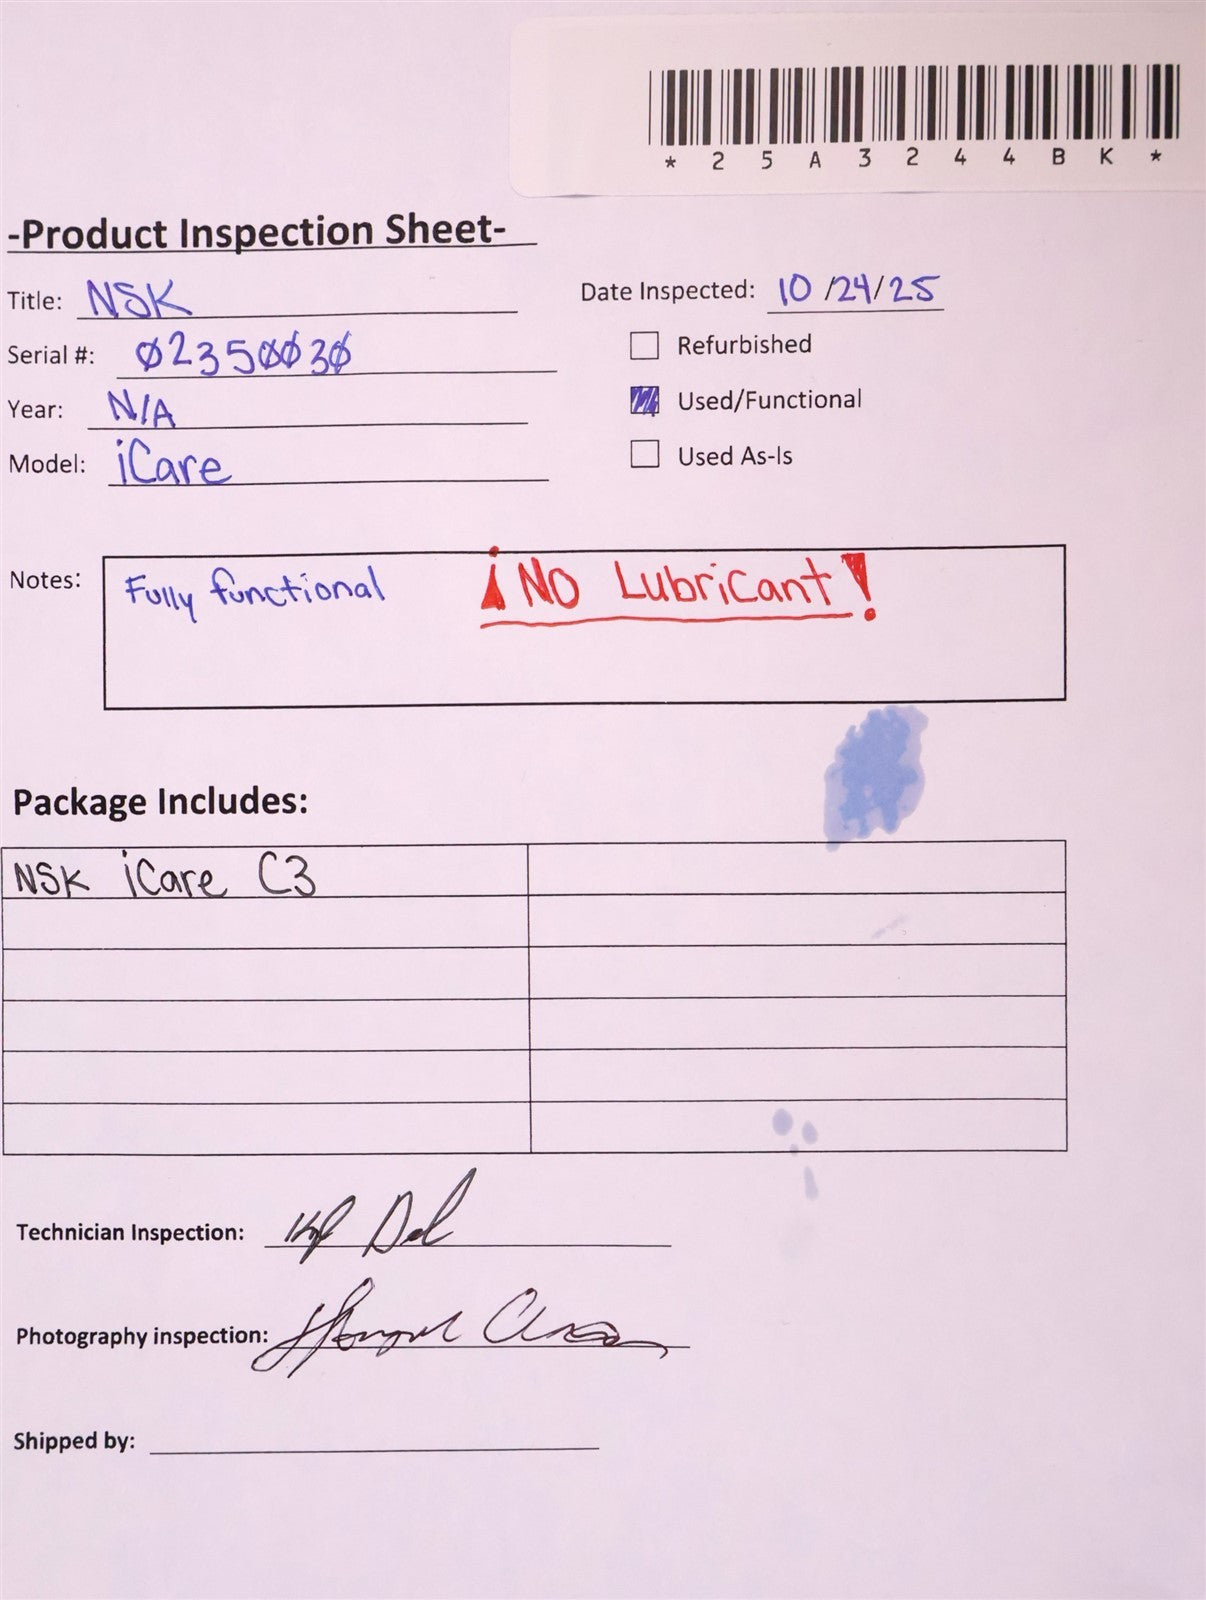 *25A3244BK*
-Product Inspection Sheet-
Title: NSK
Date Inspected: 10/24/25
Serial #: 02350030
Refurbished
Year: N/A
Used/Functional
Model: iCare
Used As-Is
Notes: Fully functional ¡NO Lubricant!
Package Includes:
NSK iCare C3
Technician Inspection:
Photography inspection:
Shipped by: